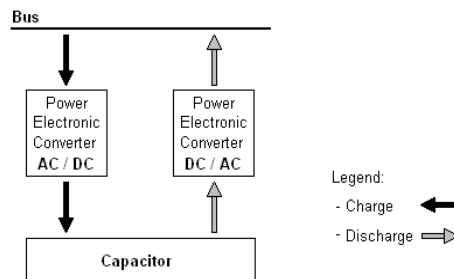 Bus
Power
Electronic
Converter
AC / DC
Power
Electronic
Converter
DC / AC
Capacitor
Legend:
- Charge
- Discharge